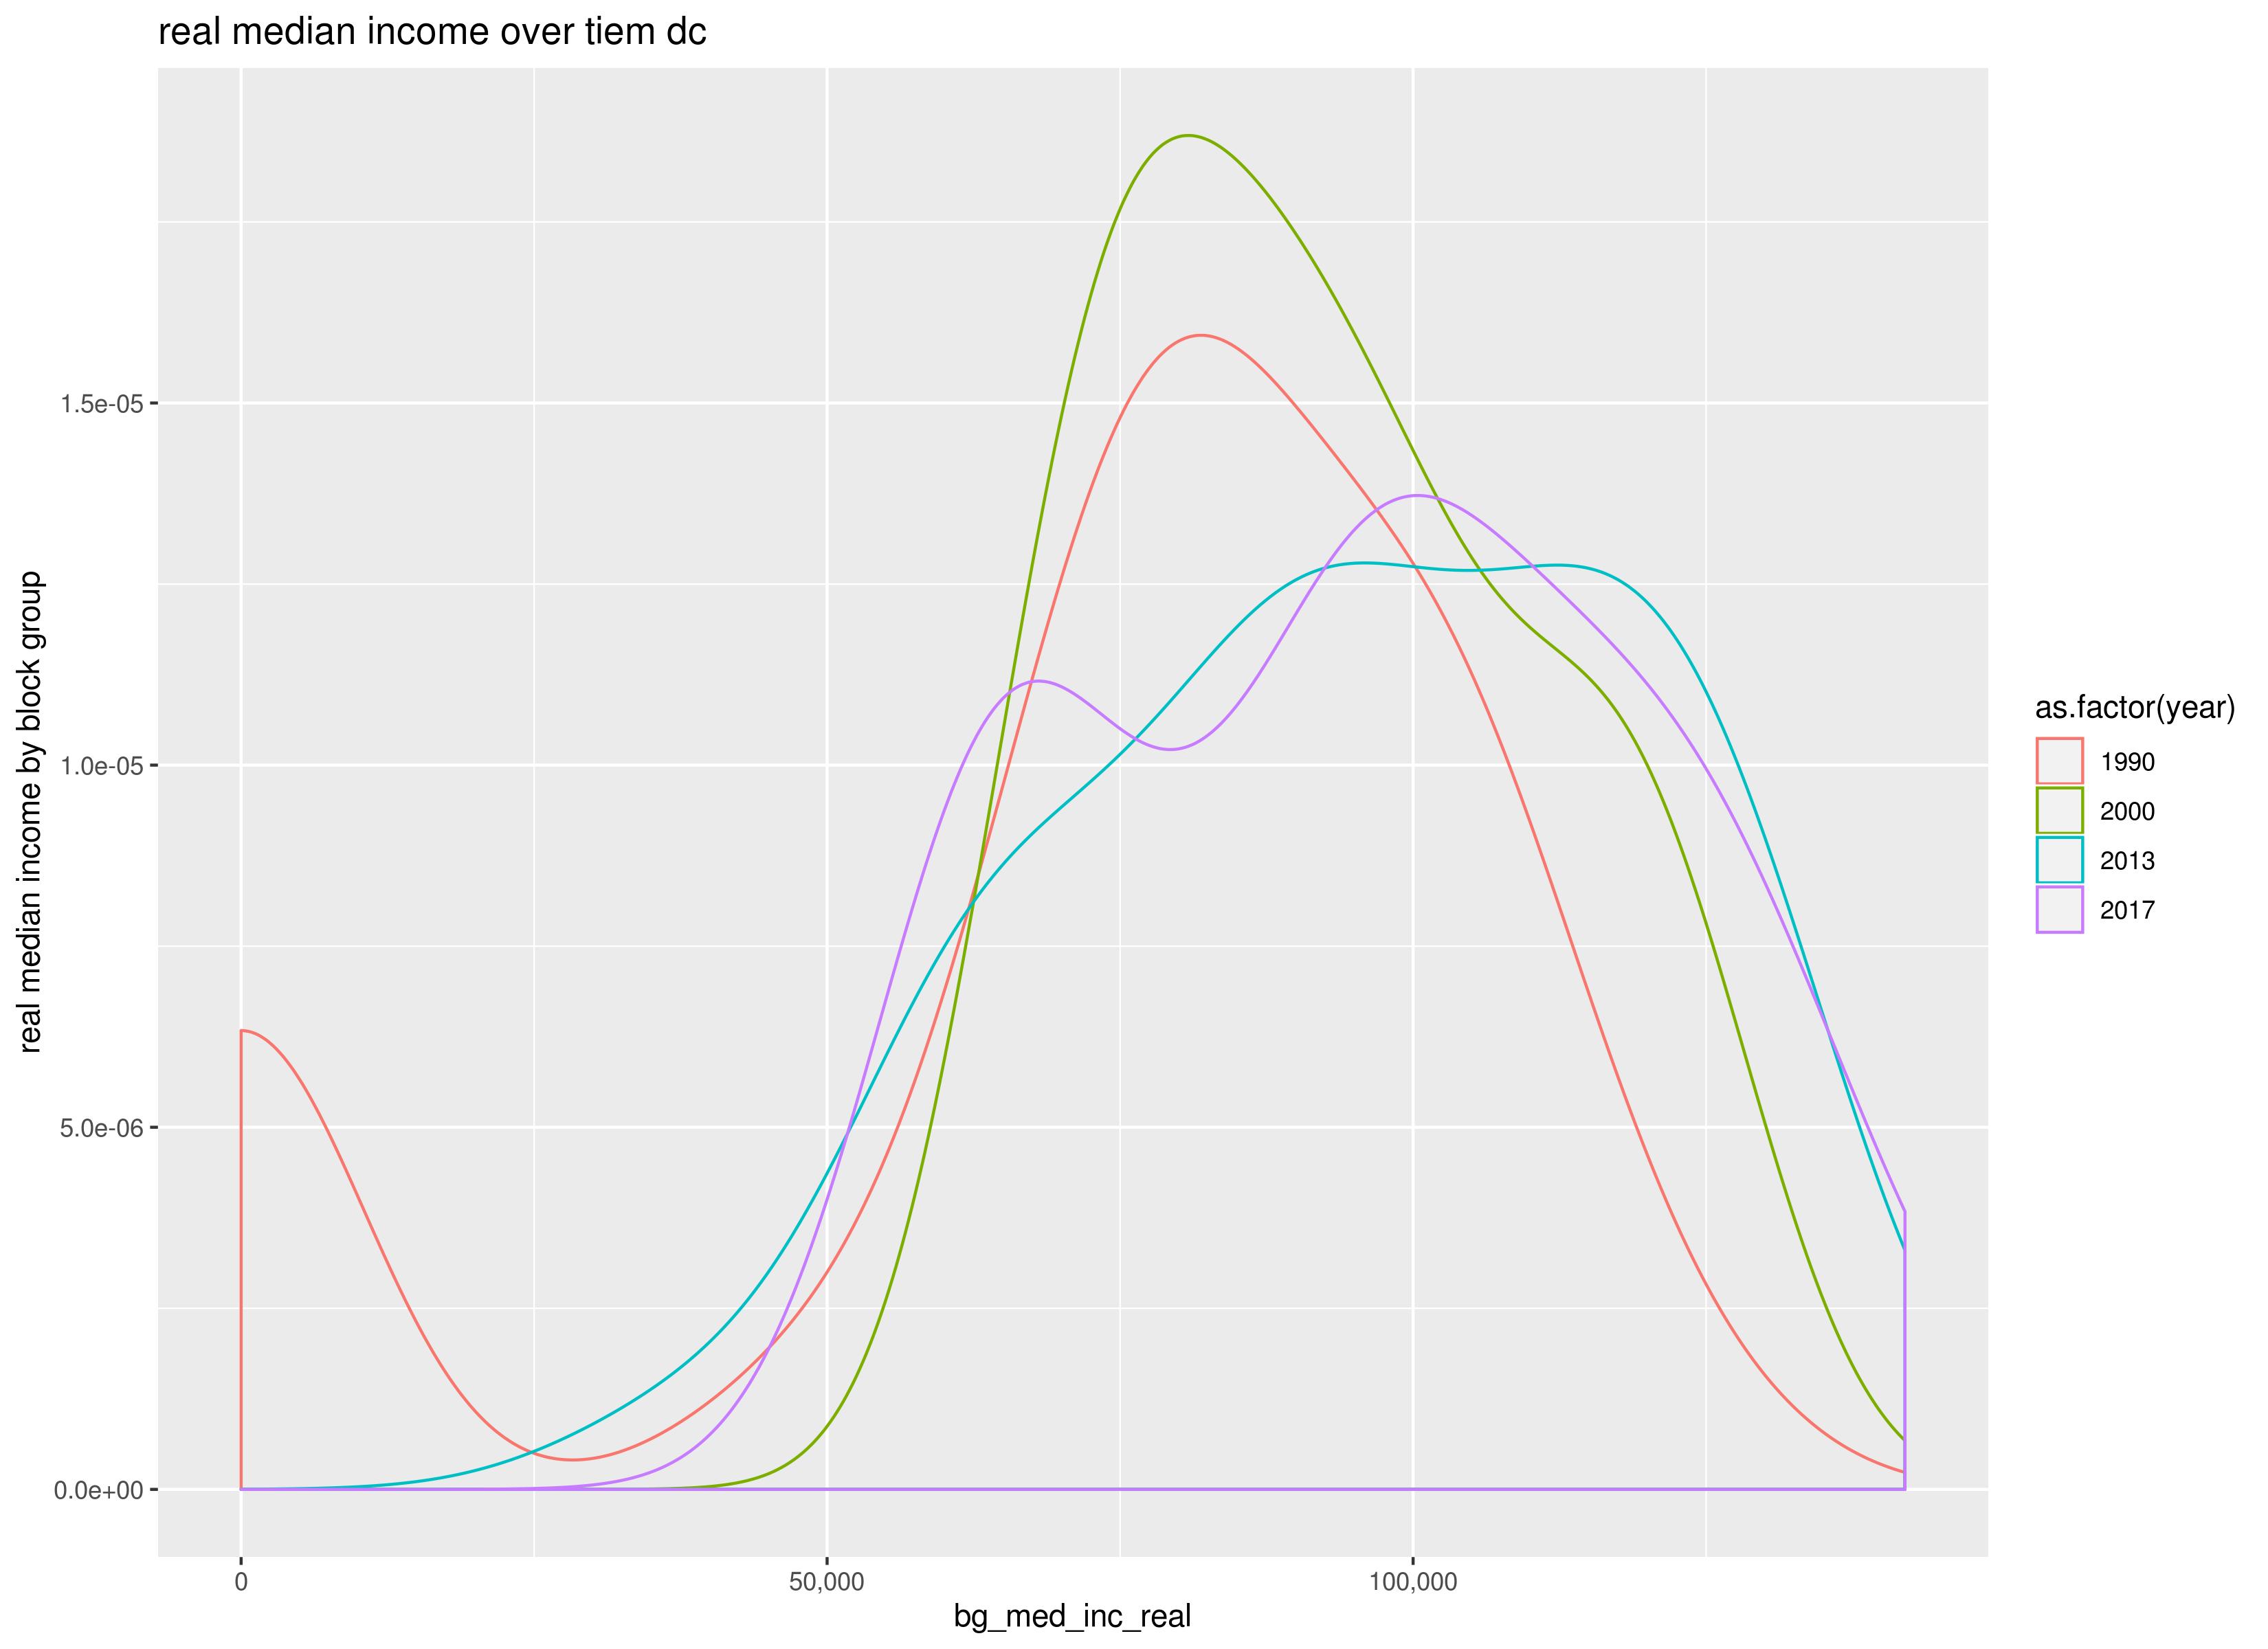 real median income over tiem dc
real median income by block group
1.5e-05
1.0e-05
5.0e-06
0.0e+00
0
50,000
100,000
bg_med_inc_real
as.factor(year)
1990
2000
2013
2017